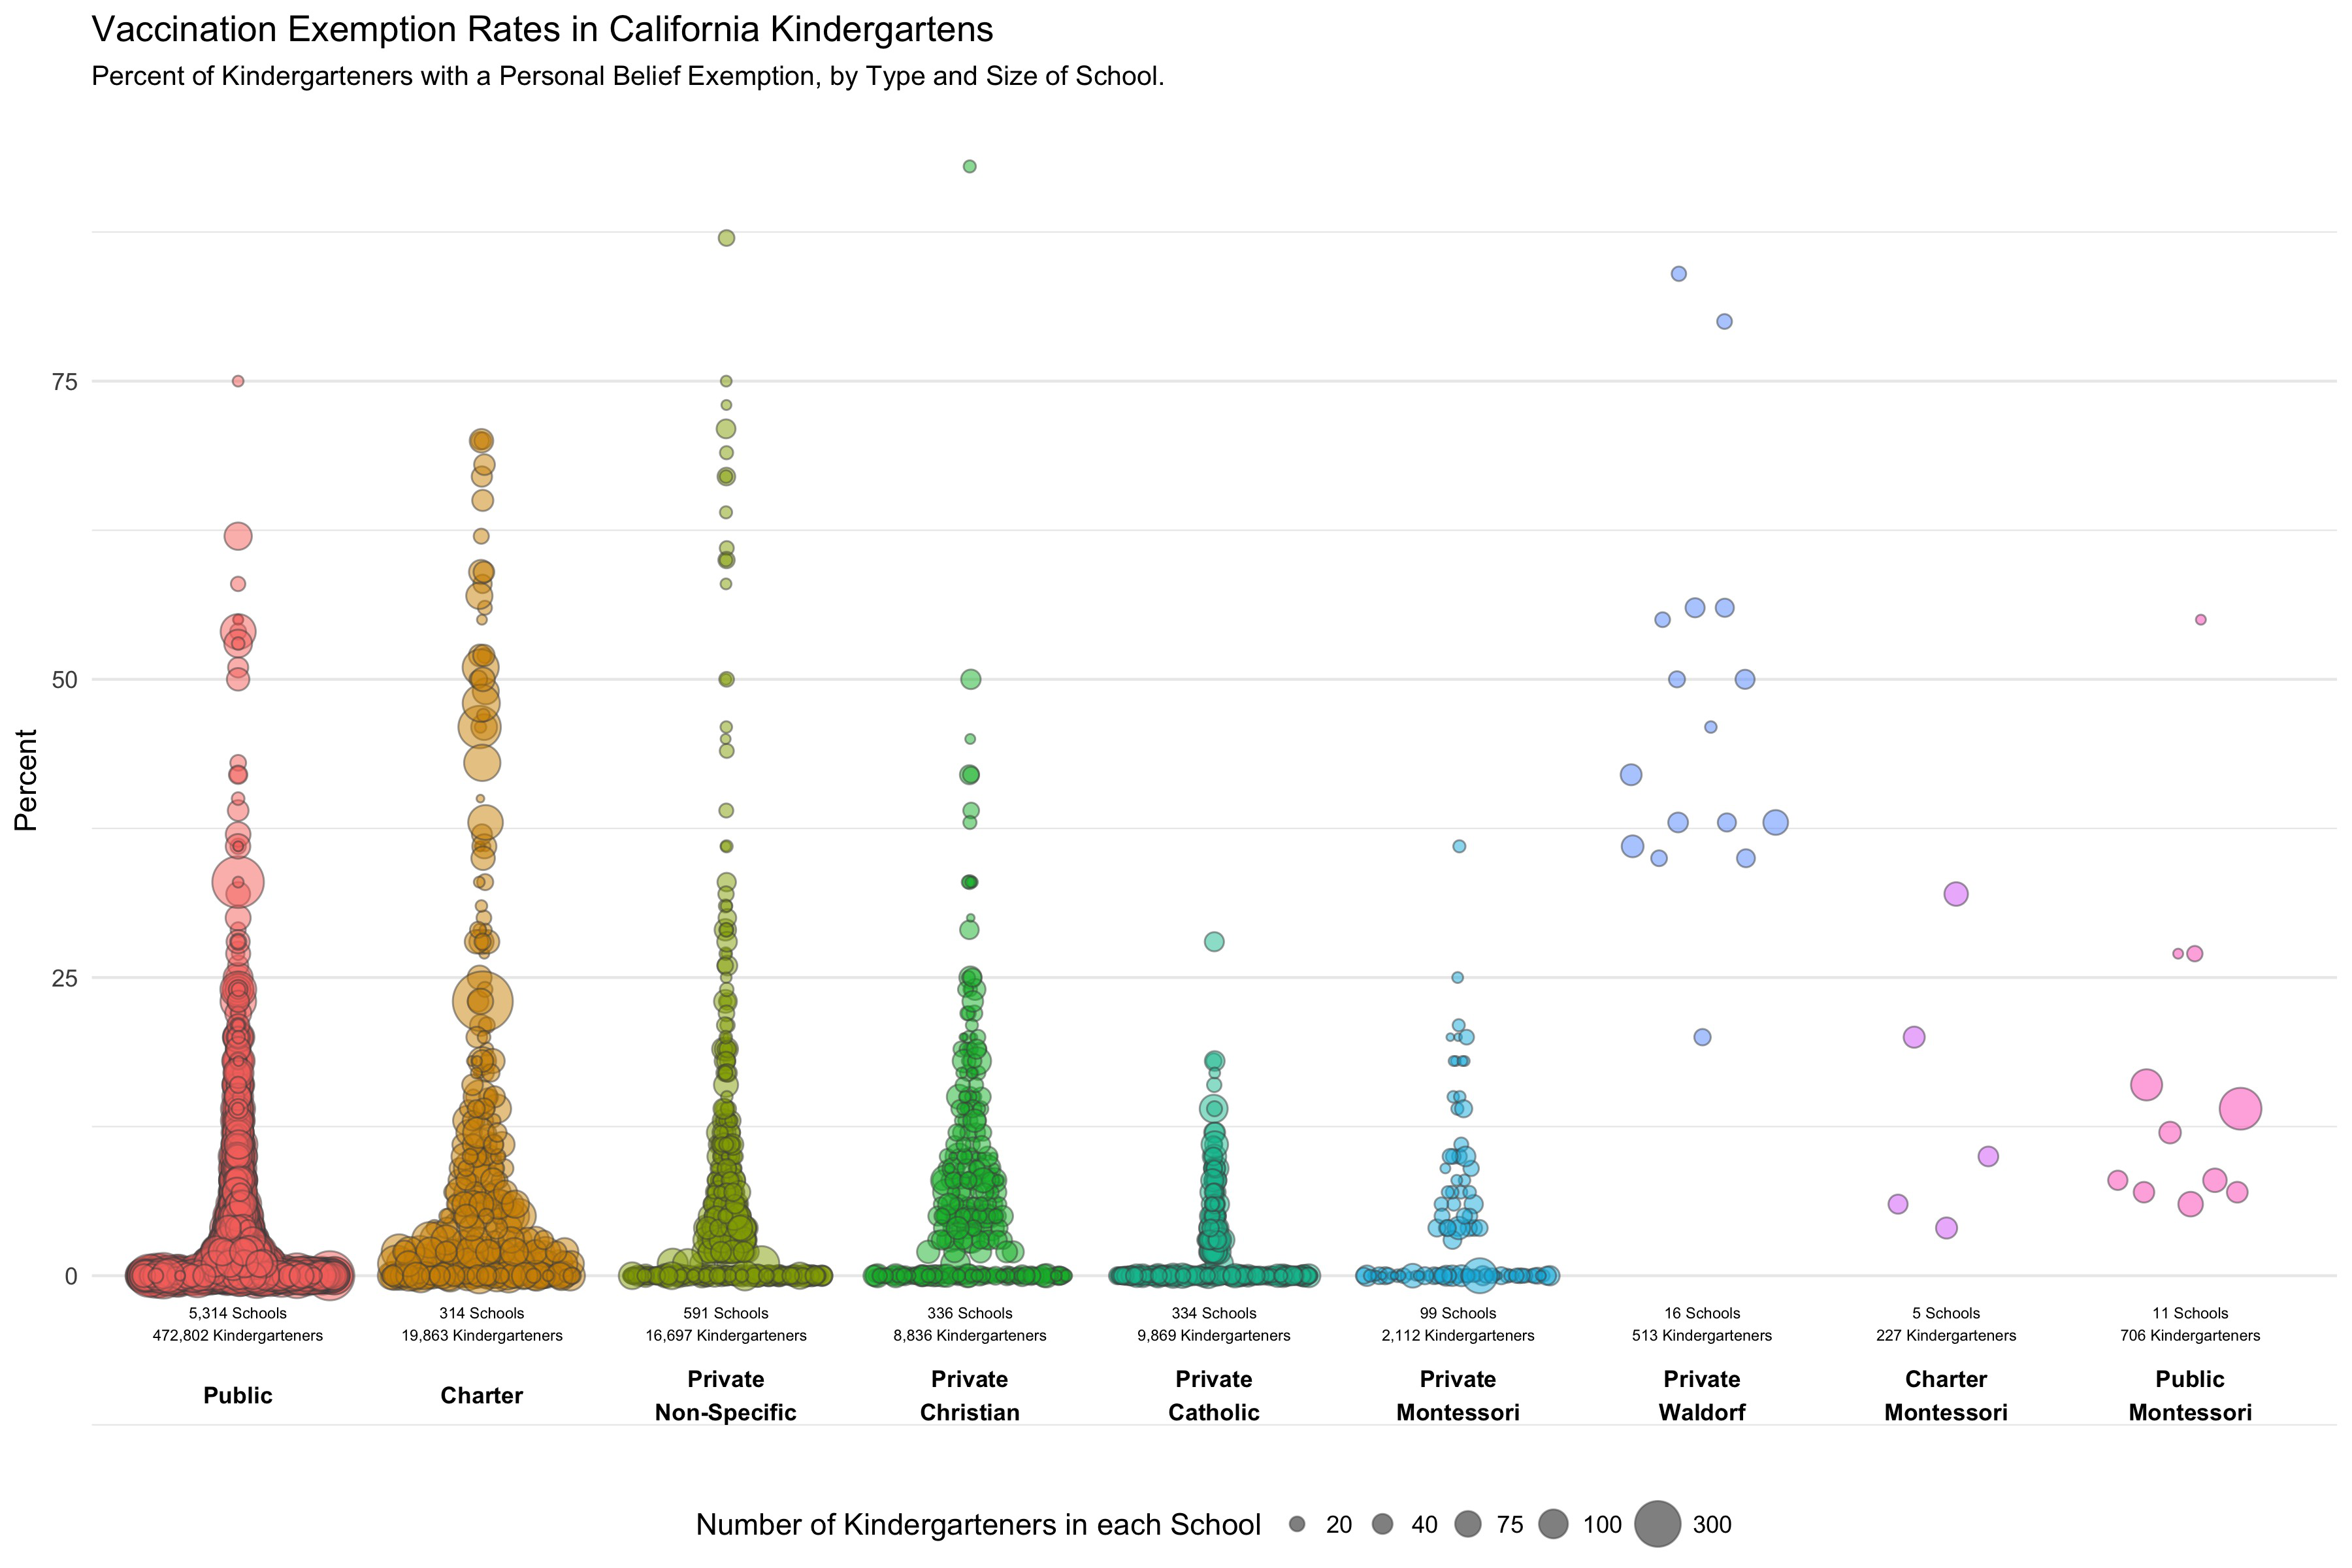 Vaccination Exemption Rates in California Kindergartens
Percent of Kindergarteners with a Personal Belief Exemption, by Type and Size of School.
Percent
75
50
25
0
5,314 Schools
472,802 Kindergarteners
Public
314 Schools
19,863 Kindergarteners
Charter
591 Schools
16,697 Kindergarteners
Private
Non-Specific
336 Schools
8,836 Kindergarteners
Private
Christian
334 Schools
9,869 Kindergarteners
Private
Catholic
99 Schools
2,112 Kindergarteners
Private
Montessori
16 Schools
513 Kindergarteners
Private
Waldorf
5 Schools
227 Kindergarteners
Charter
Montessori
11 Schools
706 Kindergarteners
Public
Montessori
Number of Kindergarteners in each School 20 40 75 100 300